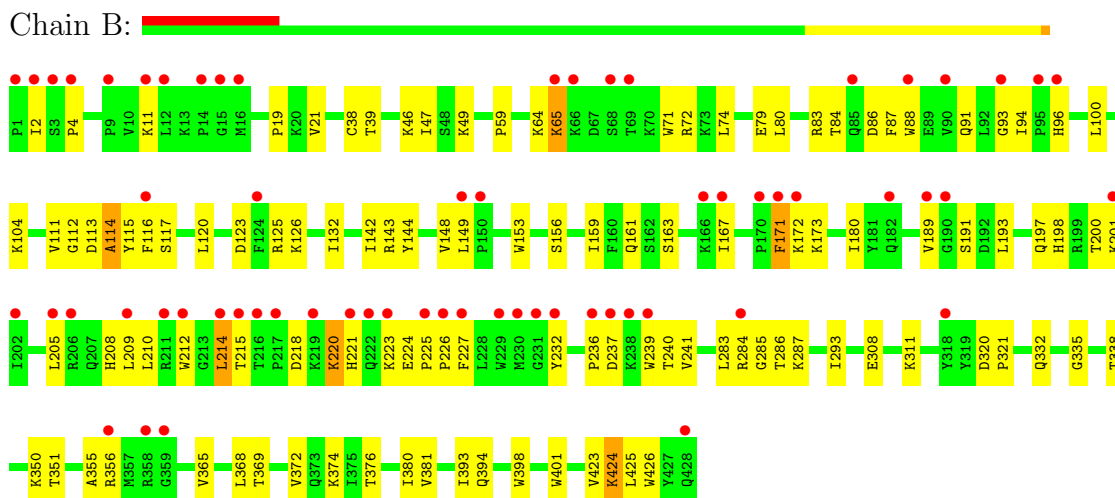 Chain B:
P1 I2 S3 P4 P9 V10 K11 L12 K13 P14 G15 M16 P19 K20 V21 C38 T39 K46 I47 S48 K49 P59 K64 K65 K66 D67 S68 T69 K70 W71 R72 K73 L74 E79 L80 R83 T84 Q85 D86 F87 W88 E89 V90 Q91 L92 G93 I94 P95 H96 L100
K104 V111 G112 D113 A114 Y115 F116 S117 L120 D123 F124 R125 K126 I132 I142 R143 Y144 V148 L149 P150 W153 S156 I159 F160 Q161 S162 S163 K166 I167 P170 F171 S172 K173 I180 Y181 Q182 V189 G190 S191 D192 L193 Q197 H198 R199 T200 K201
I202 L205 R206 Q207 H208 L209 L210 R211 W212 G213 L214 T215 T216 P217 D218 K219 K220 H221 Q222 K223 E224 P225 P226 F227 L228 W229 M230 G231 Y232 P236 D237 K238 W239 T240 V241 L283 R284 G285 T286 K287 I293 E308 K311 Y318 Y319 D320 P321 Q332 G335 T338
K350 T351 A355 R356 M357 R358 G359 V365 L368 T369 V372 Q373 K374 I375 T376 I380 V381 I393 Q394 W398 W401 V423 K424 L425 W426 Y427 Q428